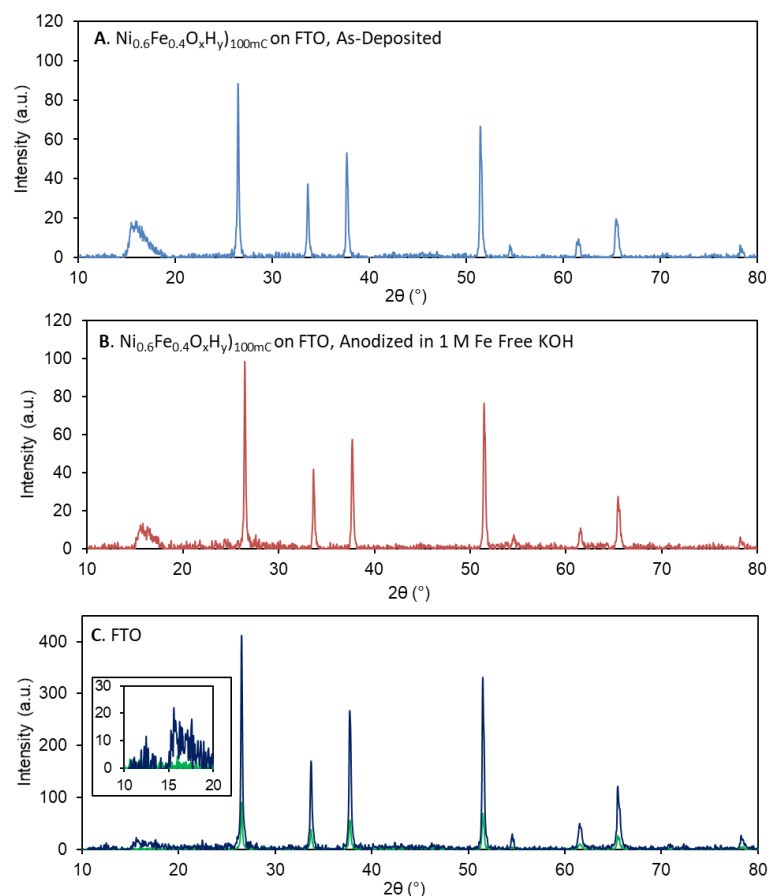 A. Ni0.6Fe0.4OxHy)100mC on FTO, As-Deposited
Intensity (a.u.)
120
100
80
60
40
20
0
10 20 30 40 50 60 70 80
2θ (°)
B. Ni0.6Fe0.4OxHy)100mC on FTO, Anodized in 1 M Fe Free KOH
Intensity (a.u.)
120
100
80
60
40
20
0
10 20 30 40 50 60 70 80
2θ (°)
C. FTO
Intensity (a.u.)
400
300
200
100
0
30
20
10
0
10 15 20
10 20 30 40 50 60 70 80
2θ (°)